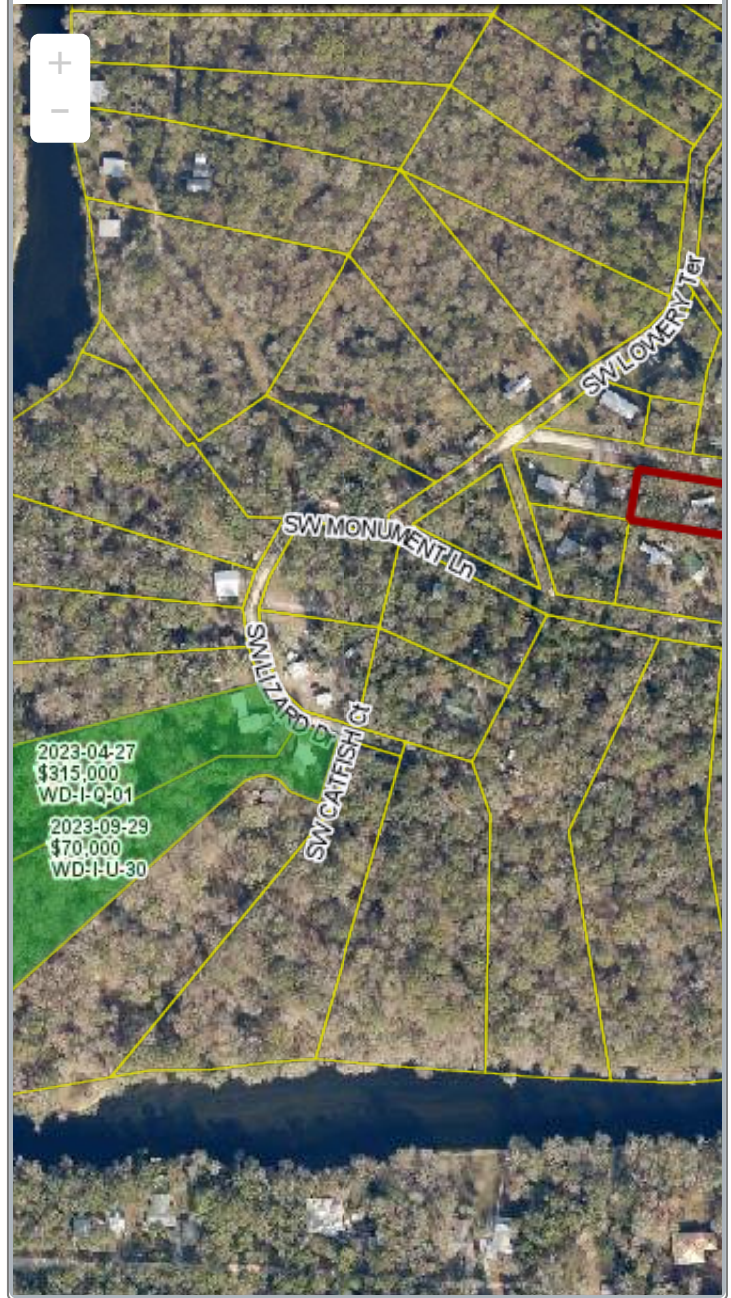 +
−
SW LOWERY Ter
SW MONUMENT Ln
SW LIZARD Dr
SW CATFISH Ct
2023-04-27
$315,000
WD-I-Q-01
2023-09-29
$70,000
WD-I-U-30